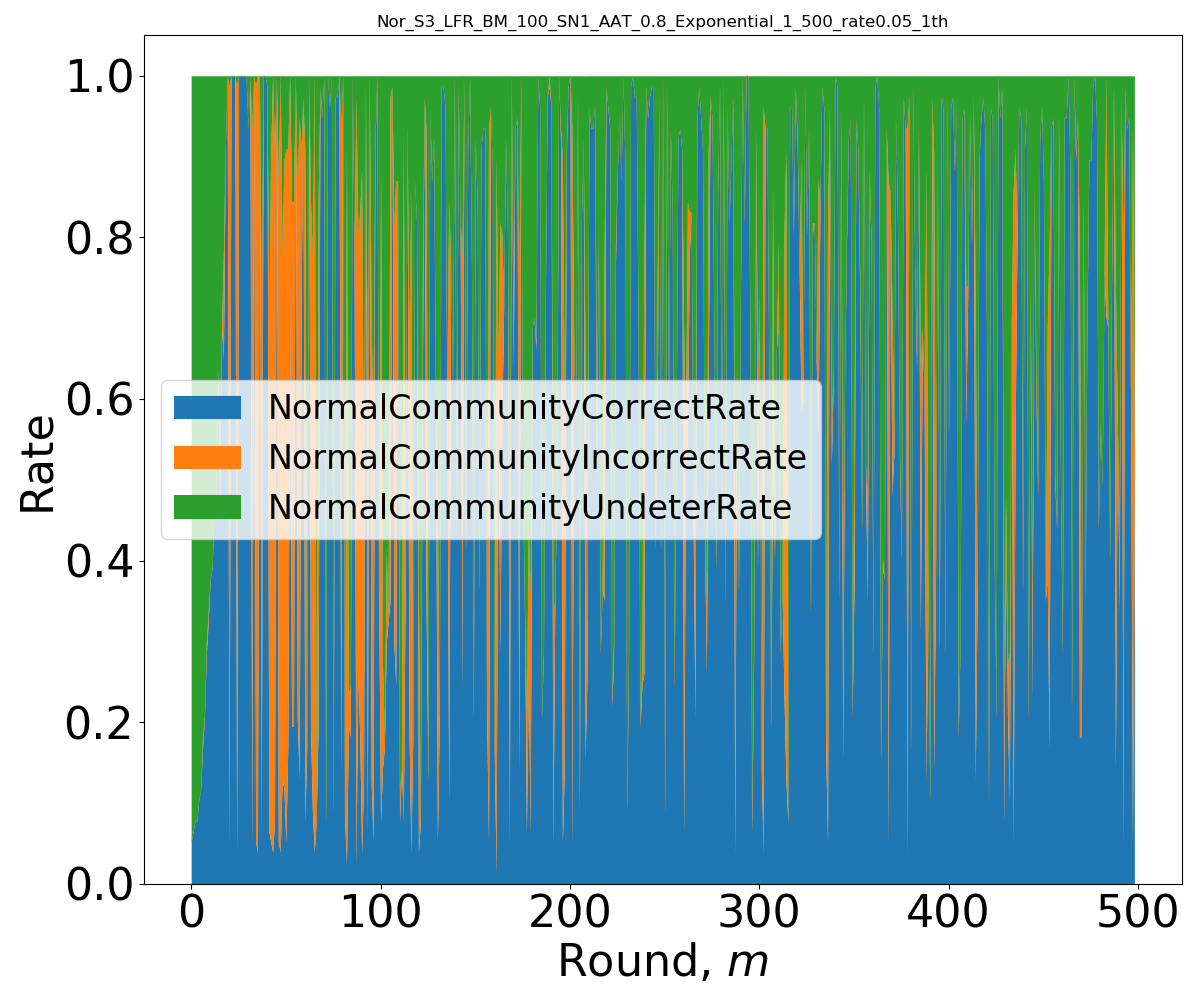 Nor_S3_LFR_BM_100_SN1_AAT_0.8_Exponential_1_500_rate0.05_1th
1.0
0.8
0.6
0.4
0.2
0.0
Rate
NormalCommunityCorrectRate
NormalCommunityIncorrectRate
NormalCommunityUndeterRate
0 100 200 300 400 500
Round, m